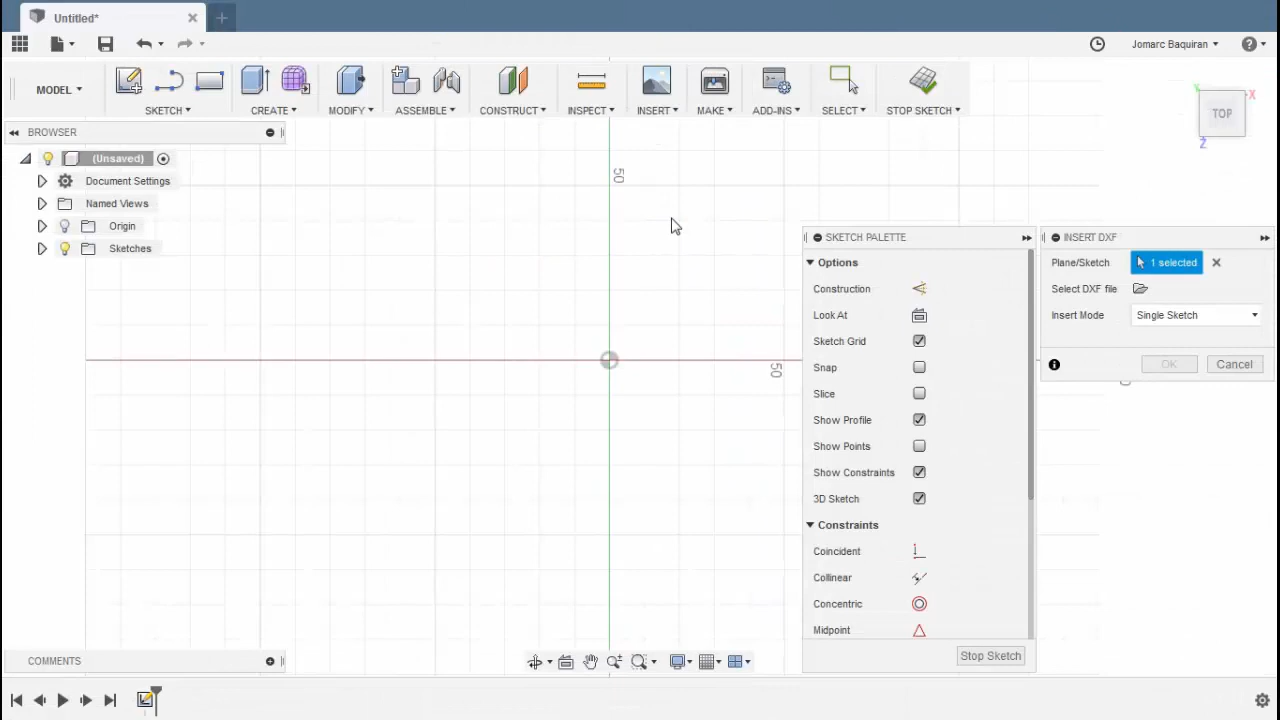 Untitled*
Jomarc Baquiran
MODEL
SKETCH CREATE MODIFY ASSEMBLE CONSTRUCT INSPECT INSERT MAKE ADD-INS SELECT STOP SKETCH
BROWSER
(Unsaved)
Document Settings
Named Views
Origin
Sketches
50
50
TOP
X
Y
Z
SKETCH PALETTE
Options
Construction
Look At
Sketch Grid
Snap
Slice
Show Profile
Show Points
Show Constraints
3D Sketch
Constraints
Coincident
Collinear
Concentric
Midpoint
Stop Sketch
INSERT DXF
Plane/Sketch 1 selected
Select DXF file
Insert Mode Single Sketch
OK Cancel
COMMENTS